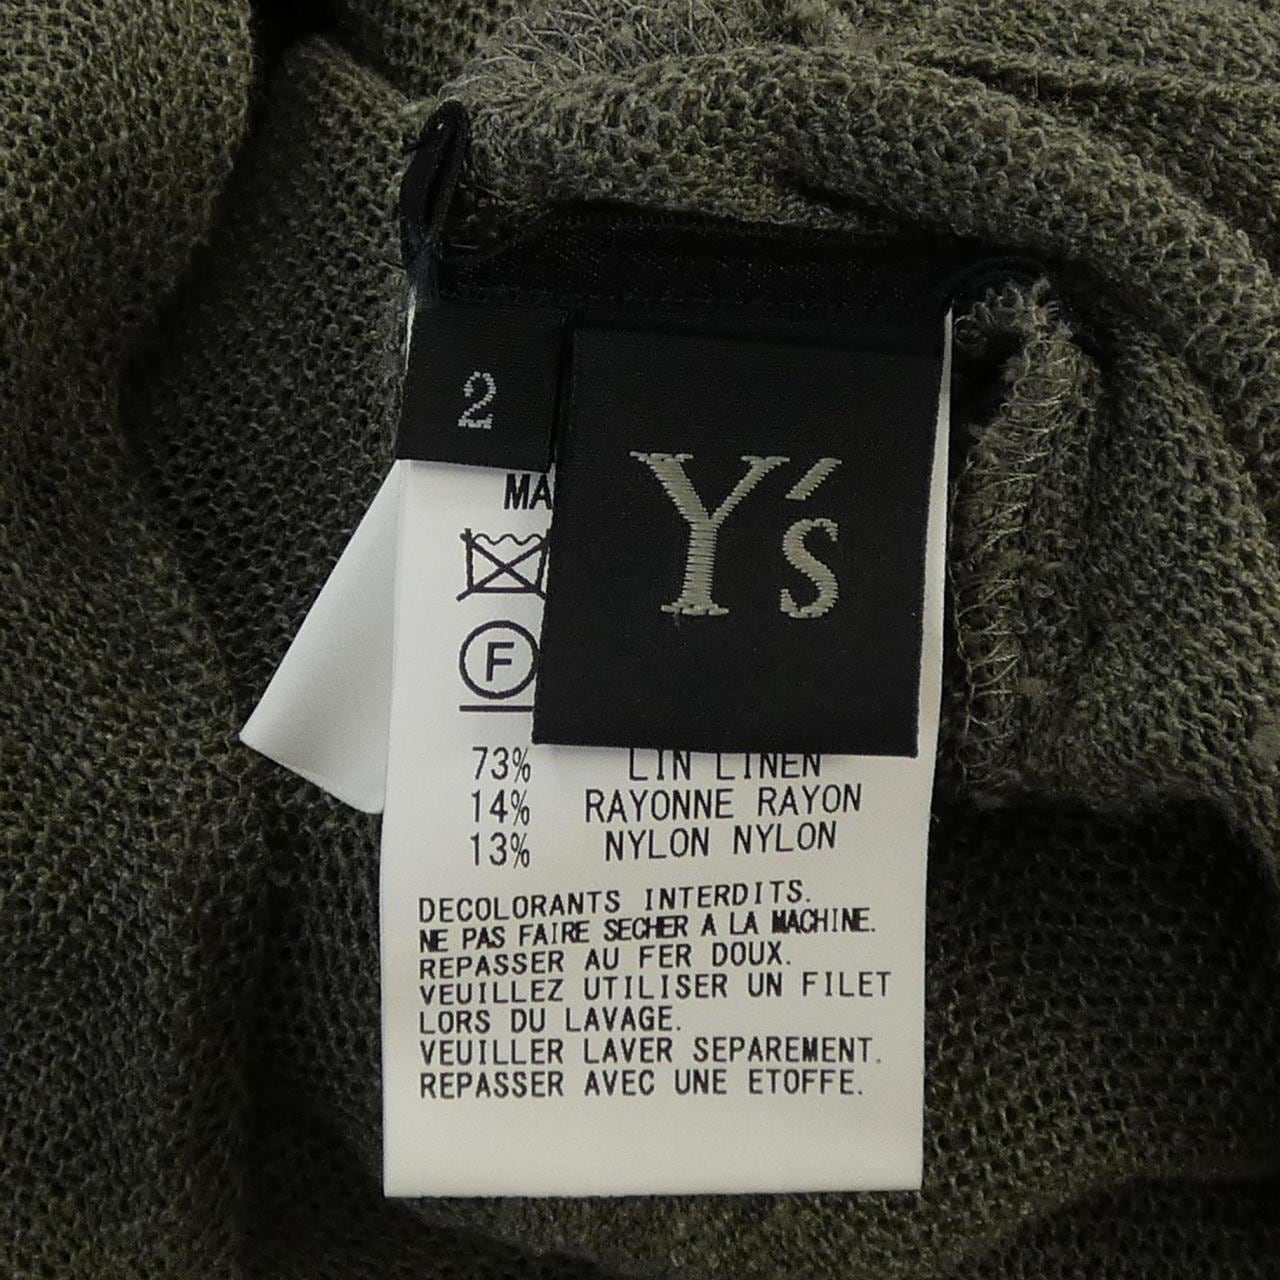 2
Y's
MA
F
73% LIN LINEN
14% RAYONNE RAYON
13% NYLON NYLON
DECOLORANTS INTERDITS.
NE PAS FAIRE SECHER A LA MACHINE.
REPASSER AU FER DOUX.
VEUILLEZ UTILISER UN FILET
LORS DU LAVAGE.
VEUILLER LAVER SEPAREMENT.
REPASSER AVEC UNE ETOFFE.